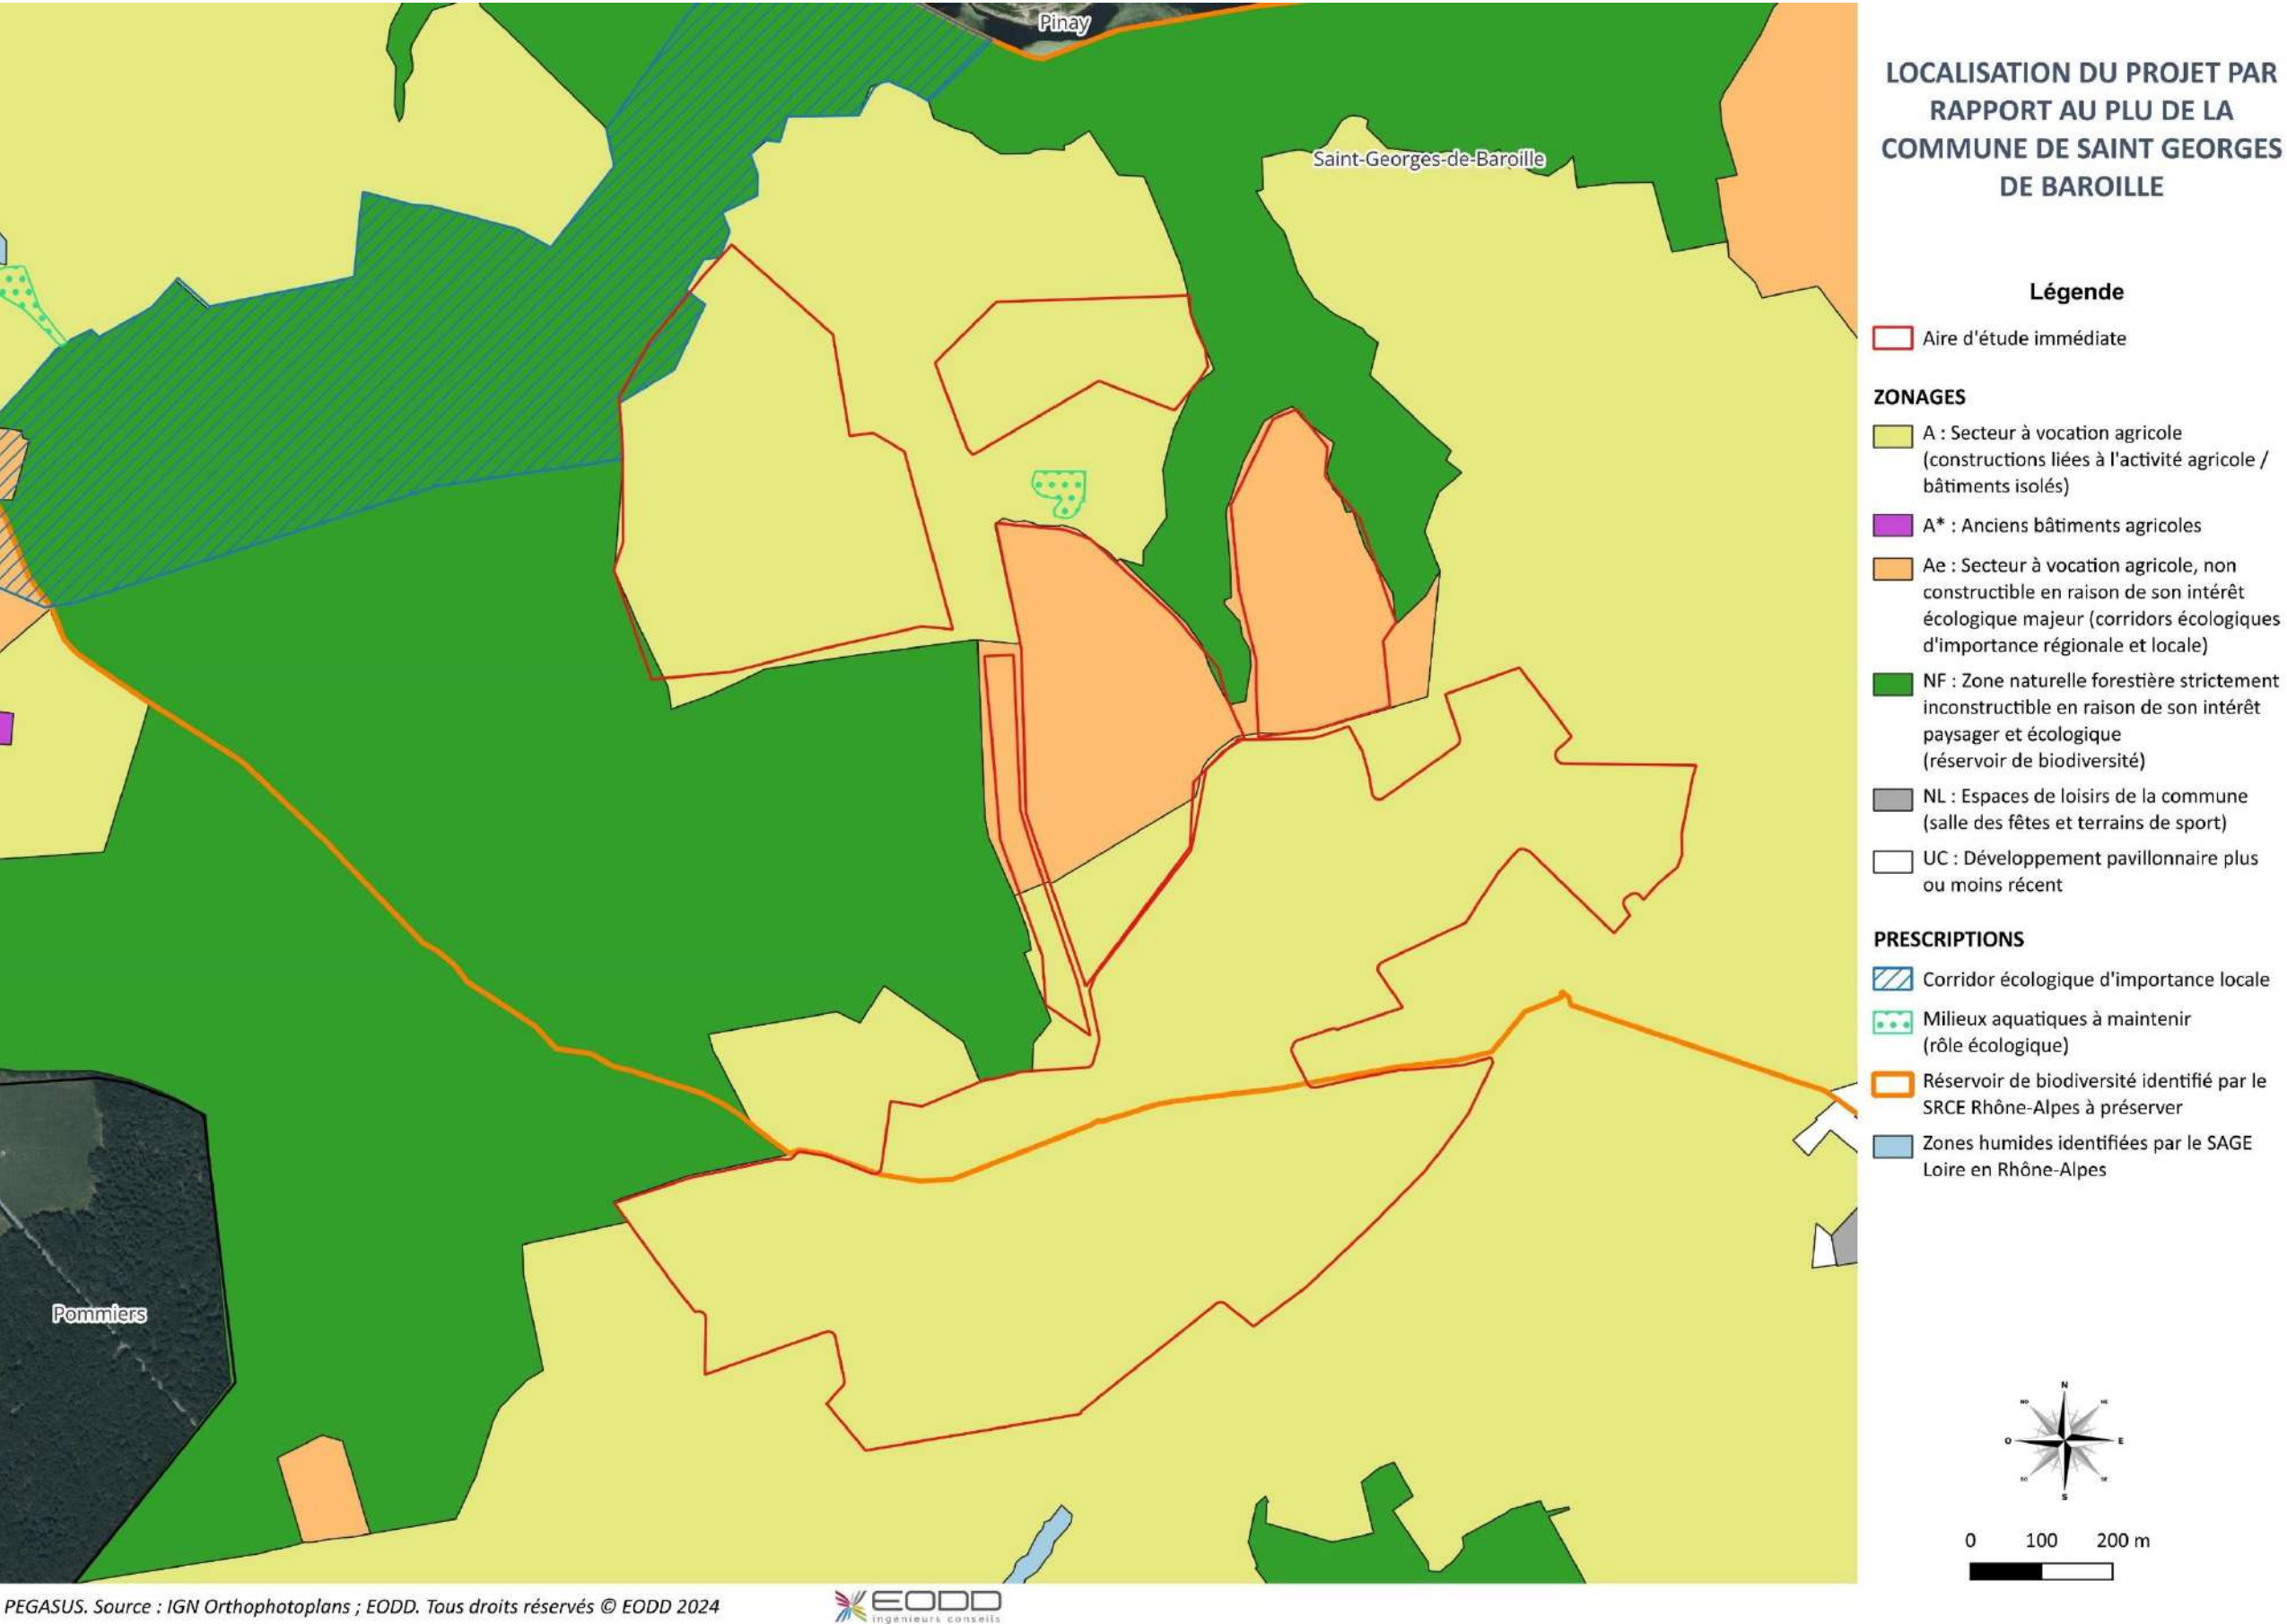 Pinay
Saint-Georges-de-Baroille
Pommiers
LOCALISATION DU PROJET PAR
RAPPORT AU PLU DE LA
COMMUNE DE SAINT GEORGES
DE BAROILLE
Légende
Aire d'étude immédiate
ZONAGES
A : Secteur à vocation agricole
(constructions liées à l'activité agricole /
bâtiments isolés)
A* : Anciens bâtiments agricoles
Ae : Secteur à vocation agricole, non
constructible en raison de son intérêt
écologique majeur (corridors écologiques
d'importance régionale et locale)
NF : Zone naturelle forestière strictement
inconstructible en raison de son intérêt
paysager et écologique
(réservoir de biodiversité)
NL : Espaces de loisirs de la commune
(salle des fêtes et terrains de sport)
UC : Développement pavillonnaire plus
ou moins récent
PRESCRIPTIONS
Corridor écologique d'importance locale
Milieux aquatiques à maintenir
(rôle écologique)
Réservoir de biodiversité identifié par le
SRCE Rhône-Alpes à préserver
Zones humides identifiées par le SAGE
Loire en Rhône-Alpes
N
NO NE
O E
SO SE
S
0 100 200 m
PEGASUS. Source : IGN Orthophotoplans ; EODD. Tous droits réservés © EODD 2024
EODD
ingénieurs conseils